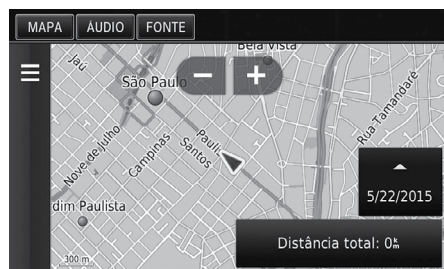 MAPA ÁUDIO FONTE
Bela Vista
Jaú
São Paulo
− +
Rua Tamandaré
Nove de Julho
Campinas
Pauli
Santos
5/22/2015
dim Paulista
Distância total: 0km
300 m